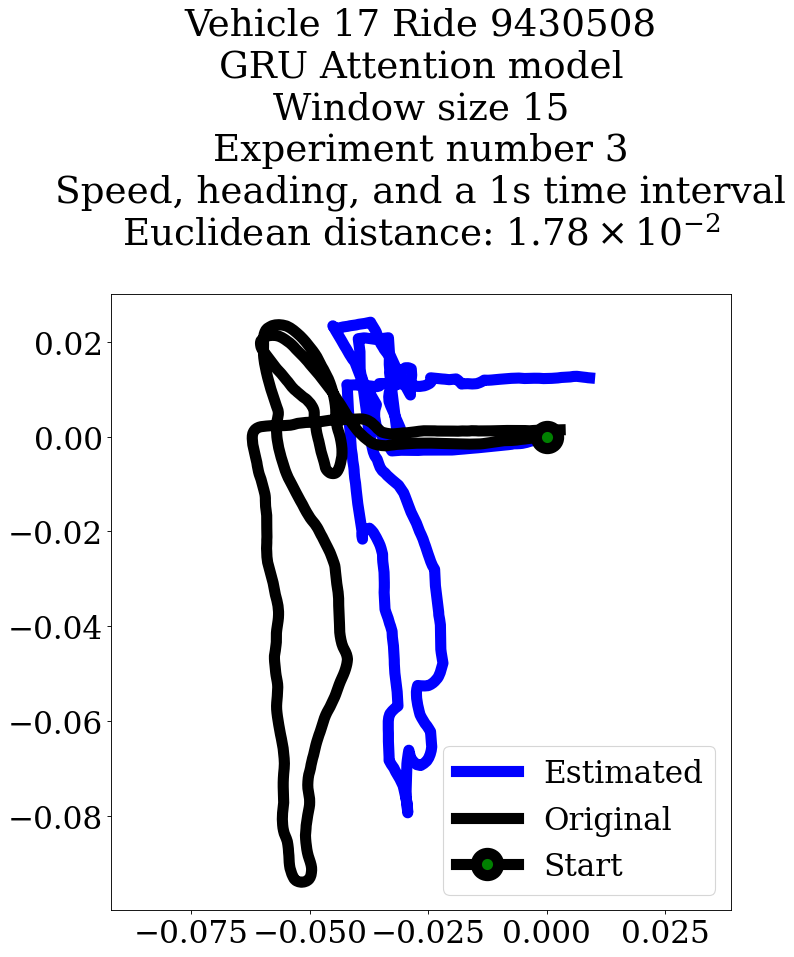 Vehicle 17 Ride 9430508
GRU Attention model
Window size 15
Experiment number 3
Speed, heading, and a 1s time interval
Euclidean distance: 1.78 × 10⁻²
0.02
0.00
−0.02
−0.04
−0.06
−0.08
Estimated
Original
Start
−0.075 −0.050 −0.025 0.000 0.025